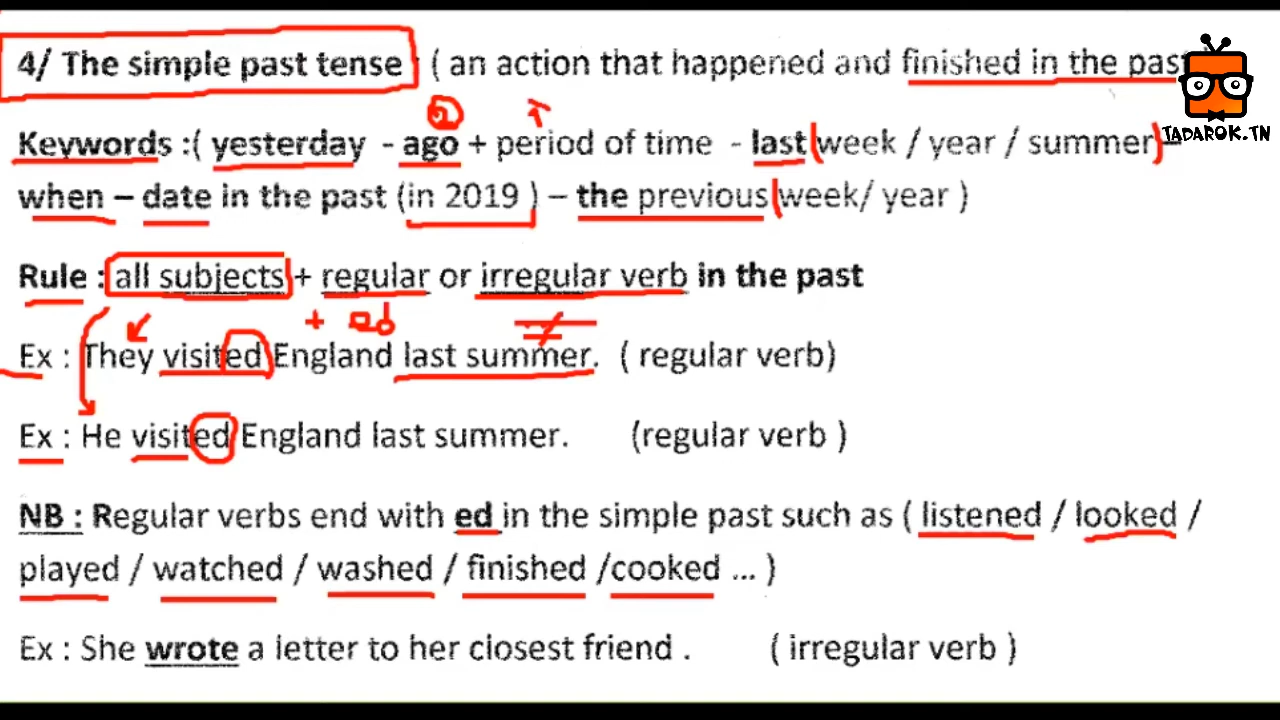 4/ The simple past tense ( an action that happened and finished in the past
TADAROK.TN
Keywords :( yesterday - ago + period of time - last week / year / summer) –
when – date in the past (in 2019 ) – the previous week/ year )
Rule : all subjects + regular or irregular verb in the past
+ ed
Ex : They visited England last summer. ( regular verb)
Ex : He visited England last summer. (regular verb )
NB : Regular verbs end with ed in the simple past such as ( listened / looked /
played / watched / washed / finished /cooked ... )
Ex : She wrote a letter to her closest friend . ( irregular verb )